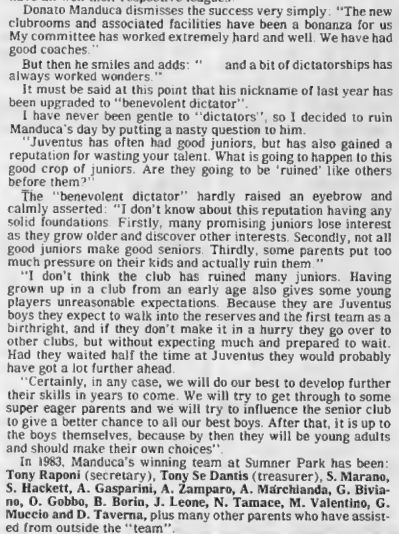 Donato Manduca dismisses the success very simply: "The new
clubrooms and associated facilities have been a bonanza for us
My committee has worked extremely hard and well. We have had
good coaches."
But then he smiles and adds: " and a bit of dictatorships has
always worked wonders."
It must be said at this point that his nickname of last year has
been upgraded to "benevolent dictator".
I have never been gentle to "dictators", so I decided to ruin
Manduca's day by putting a nasty question to him.
"Juventus has often had good juniors, but has also gained a
reputation for wasting your talent. What is going to happen to this
good crop of juniors. Are they going to be 'ruined' like others
before them?"
The "benevolent dictator" hardly raised an eyebrow and
calmly asserted: "I don't know about this reputation having any
solid foundations. Firstly, many promising juniors lose interest
as they grow older and discover other interests. Secondly, not all
good juniors make good seniors. Thirdly, some parents put too
much pressure on their kids and actually ruin them."
"I don't think the club has ruined many juniors. Having
grown up in a club from an early age also gives some young
players unreasonable expectations. Because they are Juventus
boys they expect to walk into the reserves and the first team as a
birthright, and if they don't make it in a hurry they go over to
other clubs, but without expecting much and prepared to wait.
Had they waited half the time at Juventus they would probably
have got a lot further ahead.
"Certainly, in any case, we will do our best to develop further
their skills in years to come. We will try to get through to some
super eager parents and we will try to influence the senior club
to give a better chance to all our best boys. After that, it is up to
the boys themselves, because by then they will be young adults
and should make their own choices".
In 1983, Manduca's winning team at Sumner Park has been:
Tony Raponi (secretary), Tony Se Dantis (treasurer), S. Marano,
S. Hackett, A. Gasparini, A. Zamparo, A. Marchianda, G. Bivia-
no, O. Gobbo, B. Borin, J. Leone, N. Tamace, M. Valentino, G.
Muccio and D. Taverna, plus many other parents who have assist-
ed from outside the "team".